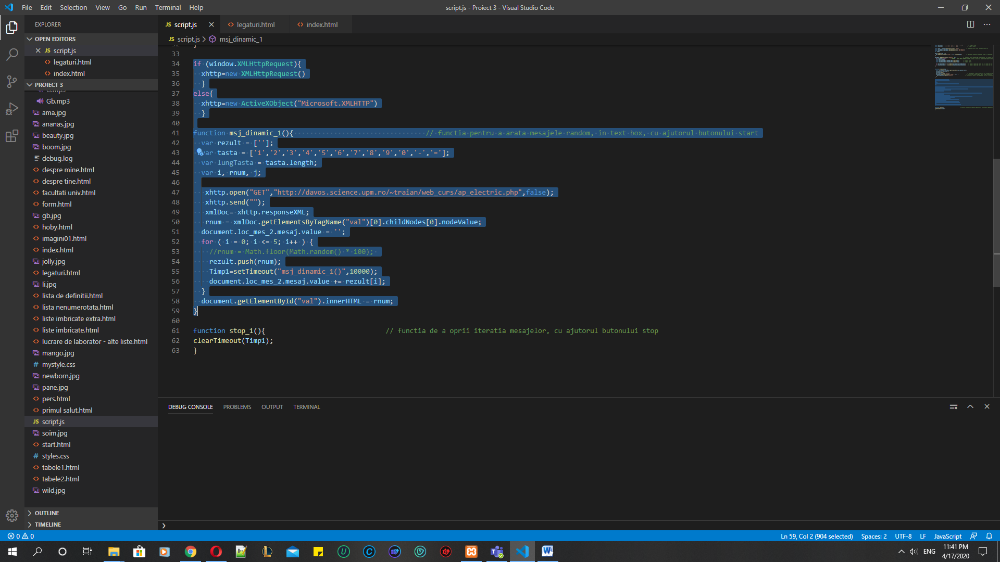 File Edit Selection View Go Run Terminal Help
script.js - Proiect 3 - Visual Studio Code
EXPLORER
OPEN EDITORS
JS script.js
legaturi.html
index.html
PROIECT 3
G.mp3
Gb.mp3
ama.jpg
ananas.jpg
beauty.jpg
boom.jpg
debug.log
despre mine.html
despre tine.html
facultati univ.html
form.html
gb.jpg
hoby.html
imagini01.html
index.html
jolly.jpg
legaturi.html
li.jpg
lista de definitii.html
lista nenumerotata.html
liste imbricate extra.html
liste imbricate.html
lucrare de laborator - alte liste.html
mango.jpg
# mystyle.css
newborn.jpg
pane.jpg
pers.html
primul salut.html
JS script.js
soim.jpg
start.html
# styles.css
tabele1.html
tabele2.html
wild.jpg
OUTLINE
TIMELINE
JS script.js legaturi.html index.html
JS script.js > msj_dinamic_1
32 }
33
34 if (window.XMLHttpRequest){
35 xhttp=new XMLHttpRequest()
36 }
37 else{
38 xhttp=new ActiveXObject("Microsoft.XMLHTTP")
39 }
40
41 function msj_dinamic_1(){ // functia pentru a arata mesajele random, in text box, cu ajutorul butonului start
42 var rezult = [''];
43 var tasta = ['1','2','3','4','5','6','7','8','9','0','-','='];
44 var lungTasta = tasta.length;
45 var i, rnum, j;
46
47 xhttp.open("GET","http://davos.science.upm.ro/~traian/web_curs/ap_electric.php",false);
48 xhttp.send("");
49 xmlDoc= xhttp.responseXML;
50 rnum = xmlDoc.getElementsByTagName("val")[0].childNodes[0].nodeValue;
51 document.loc_mes_2.mesaj.value = '';
52 for ( i = 0; i <= 5; i++ ) {
53 //rnum = Math.floor(Math.random() * 100);
54 rezult.push(rnum);
55 Timp1=setTimeout("msj_dinamic_1()",10000);
56 document.loc_mes_2.mesaj.value += rezult[i];
57 }
58 document.getElementById("val").innerHTML = rnum;
59 }
60
61 function stop_1(){ // functia de a oprii iteratia mesajelor, cu ajutorul butonului stop
62 clearTimeout(Timp1);
63 }
DEBUG CONSOLE PROBLEMS OUTPUT TERMINAL
0 0
Ln 59, Col 2 (904 selected) Spaces: 2 UTF-8 LF JavaScript
ENG
11:41 PM
4/17/2020